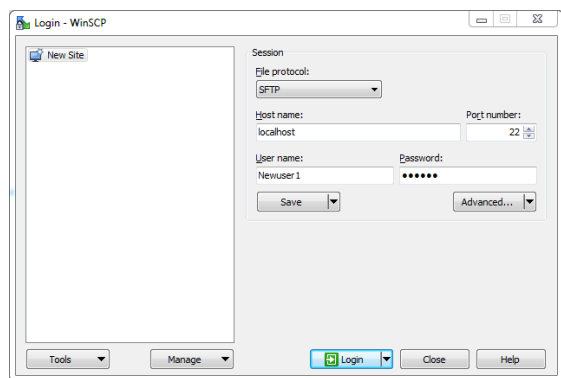 Login - WinSCP
New Site
Session
File protocol:
SFTP
Host name:
Port number:
localhost
22
User name:
Password:
Newuser1
••••••
Save
Advanced...
Tools
Manage
Login
Close
Help